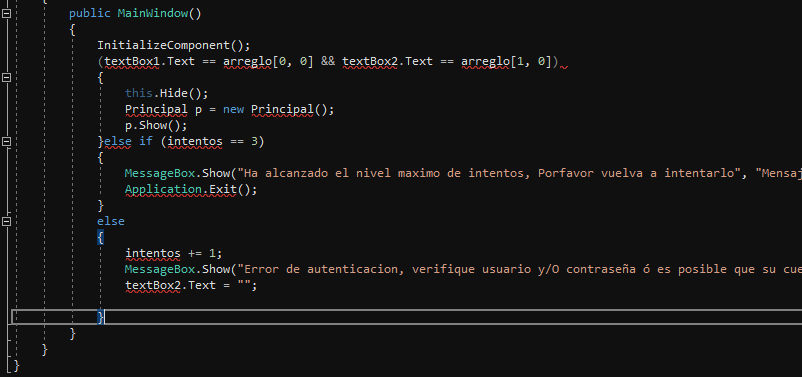 {
public MainWindow()
{
InitializeComponent();
(textBox1.Text == arreglo[0, 0] && textBox2.Text == arreglo[1, 0])
{
this.Hide();
Principal p = new Principal();
p.Show();
}else if (intentos == 3)
{
MessageBox.Show("Ha alcanzado el nivel maximo de intentos, Porfavor vuelva a intentarlo", "Mensaj
Application.Exit();
}
else
{
intentos += 1;
MessageBox.Show("Error de autenticacion, verifique usuario y/O contraseña ó es posible que su cue
textBox2.Text = "";
}
}
}
}